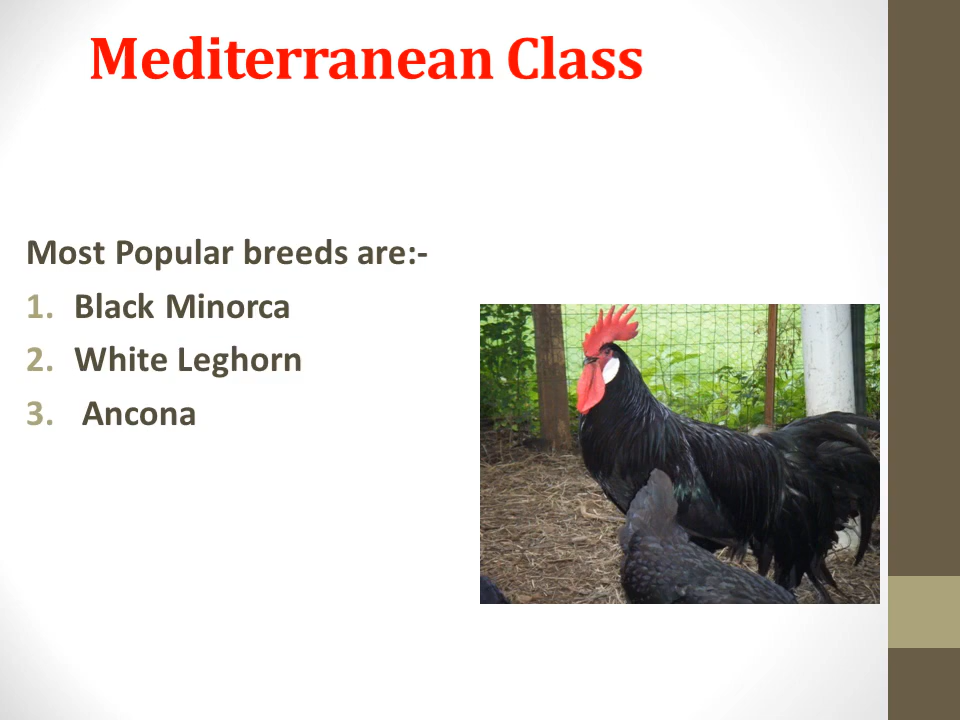 Mediterranean Class
Most Popular breeds are:-
1. Black Minorca
2. White Leghorn
3. Ancona